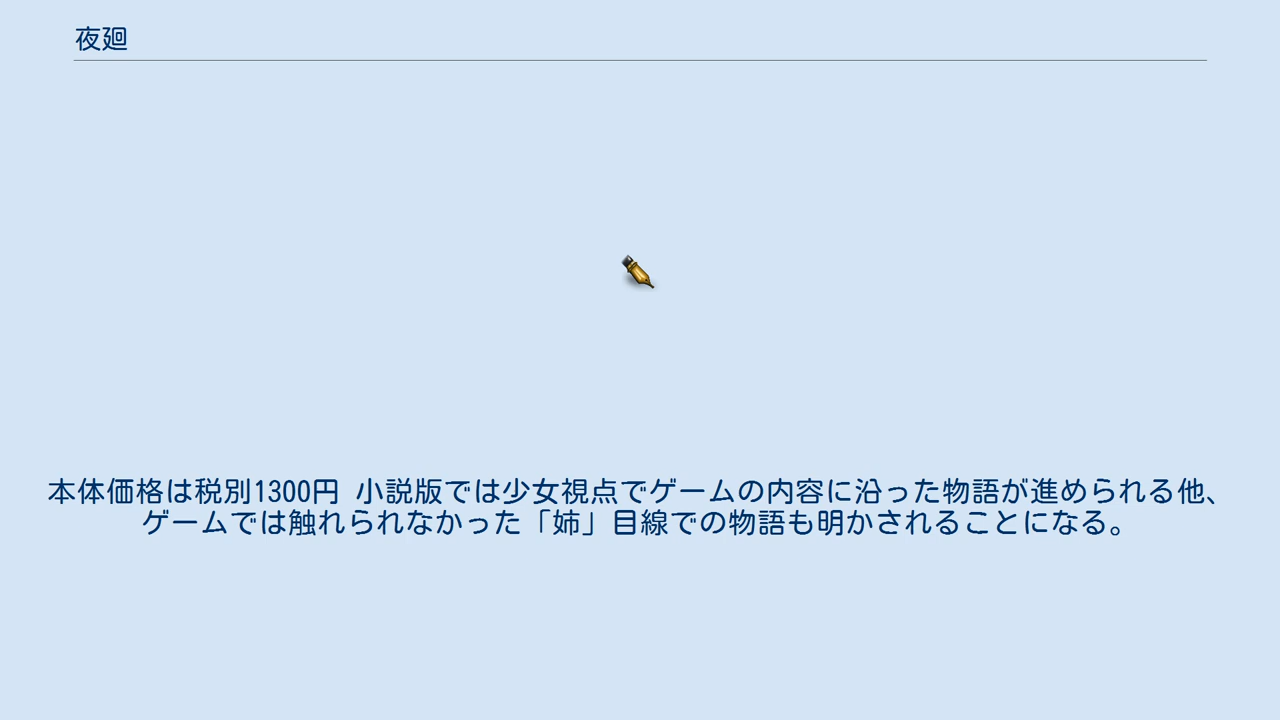 夜廻
本体価格は税別1300円 小説版では少女視点でゲームの内容に沿った物語が進められる他、
ゲームでは触れられなかった「姉」目線での物語も明かされることになる。